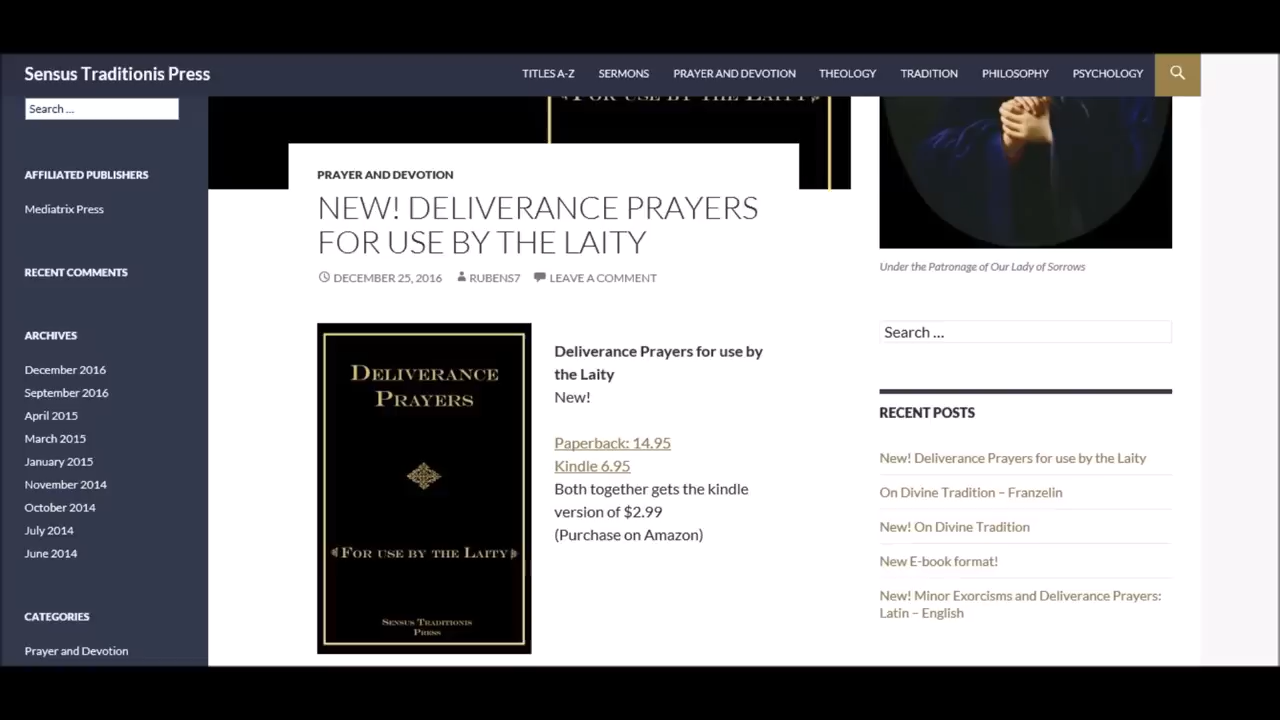 Sensus Traditionis Press
TITLES A-Z
SERMONS
PRAYER AND DEVOTION
THEOLOGY
TRADITION
PHILOSOPHY
PSYCHOLOGY
Search ...
AFFILIATED PUBLISHERS
Mediatrix Press
RECENT COMMENTS
ARCHIVES
December 2016
September 2016
April 2015
March 2015
January 2015
November 2014
October 2014
July 2014
June 2014
CATEGORIES
Prayer and Devotion
FOR USE BY THE LAITY
PRAYER AND DEVOTION
NEW! DELIVERANCE PRAYERS
FOR USE BY THE LAITY
DECEMBER 25, 2016 RUBENS7 LEAVE A COMMENT
DELIVERANCE
PRAYERS
FOR USE BY THE LAITY
SENSUS TRADITIONIS
PRESS
Deliverance Prayers for use by
the Laity
New!
Paperback: 14.95
Kindle 6.95
Both together gets the kindle
version of $2.99
(Purchase on Amazon)
Under the Patronage of Our Lady of Sorrows
Search ...
RECENT POSTS
New! Deliverance Prayers for use by the Laity
On Divine Tradition – Franzelin
New! On Divine Tradition
New E-book format!
New! Minor Exorcisms and Deliverance Prayers:
Latin – English